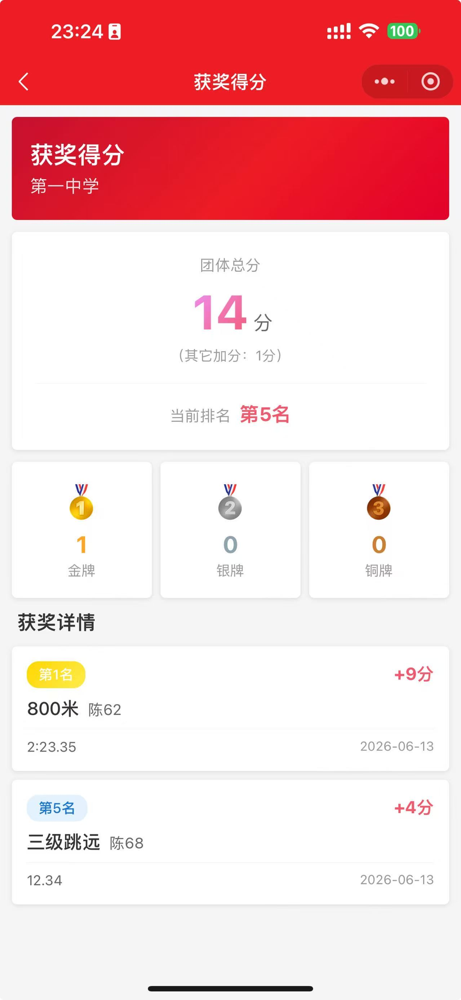 23:24
100
获奖得分
获奖得分
第一中学
团体总分
14 分
（其它加分：1分）
当前排名 第5名
1 2 3
1 0 0
金牌 银牌 铜牌
获奖详情
第1名 +9分
800米 陈62
2:23.35 2026-06-13
第5名 +4分
三级跳远 陈68
12.34 2026-06-13